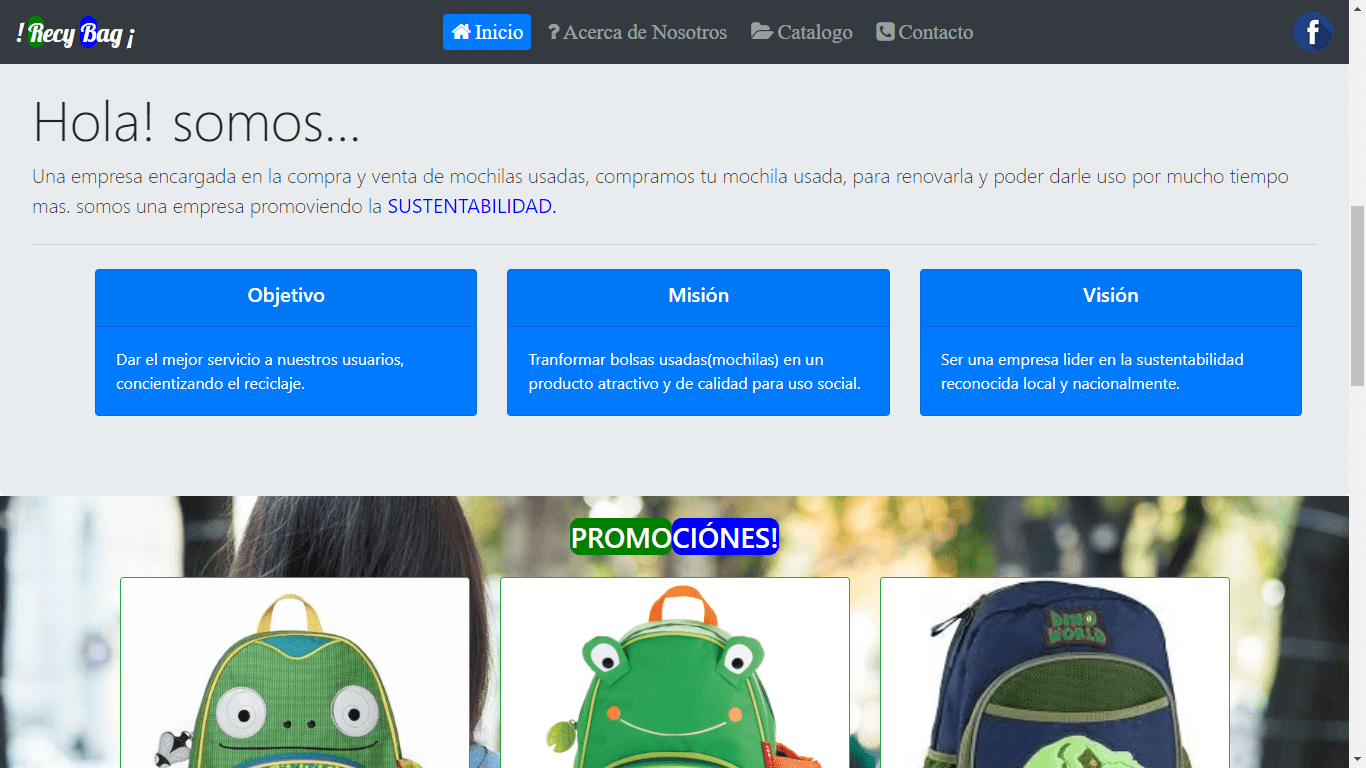 ! Recy Bag ¡
Inicio
? Acerca de Nosotros
Catalogo
Contacto
f
Hola! somos...
Una empresa encargada en la compra y venta de mochilas usadas, compramos tu mochila usada, para renovarla y poder darle uso por mucho tiempo
mas. somos una empresa promoviendo la SUSTENTABILIDAD.
Objetivo
Dar el mejor servicio a nuestros usuarios,
concientizando el reciclaje.
Misión
Tranformar bolsas usadas(mochilas) en un
producto atractivo y de calidad para uso social.
Visión
Ser una empresa lider en la sustentabilidad
reconocida local y nacionalmente.
PROMOCIÓNES!
DINO
WORLD